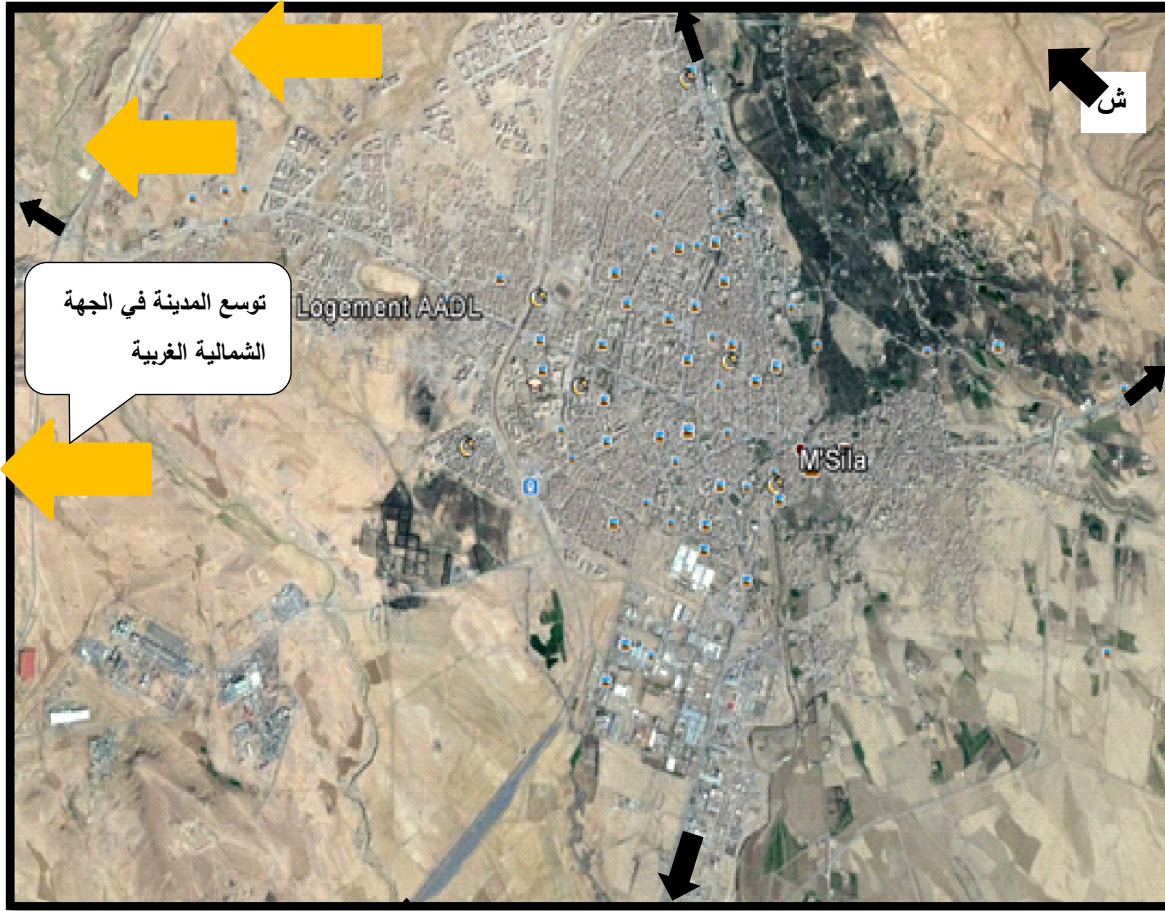 ش
توسع المدينة في الجهة
الشمالية الغربية
Logement AADL
M'Sila